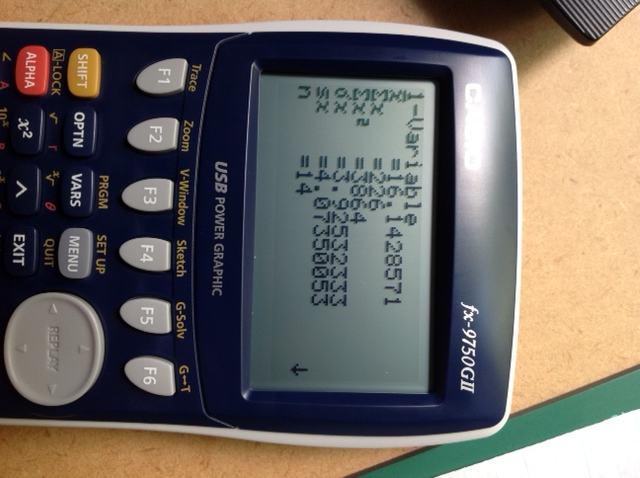 fx-9750GII
1-Variable
x̄ =16.1428571
Σx =226
Σx² =3864
σx =3.92532333
sx =4.07350053
n =14
↓
USB POWER GRAPHIC
Trace Zoom V-Window Sketch G-Solv G↔T
F1 F2 F3 F4 F5 F6
PRGM SET UP
SHIFT OPTN VARS MENU
A-LOCK √ r ˣ√ θ QUIT
ALPHA x² ^ EXIT
REPLAY